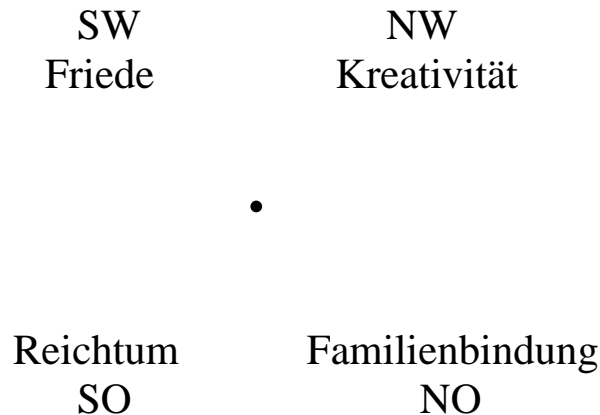 SW
Friede
NW
Kreativität
Reichtum
SO
Familienbindung
NO